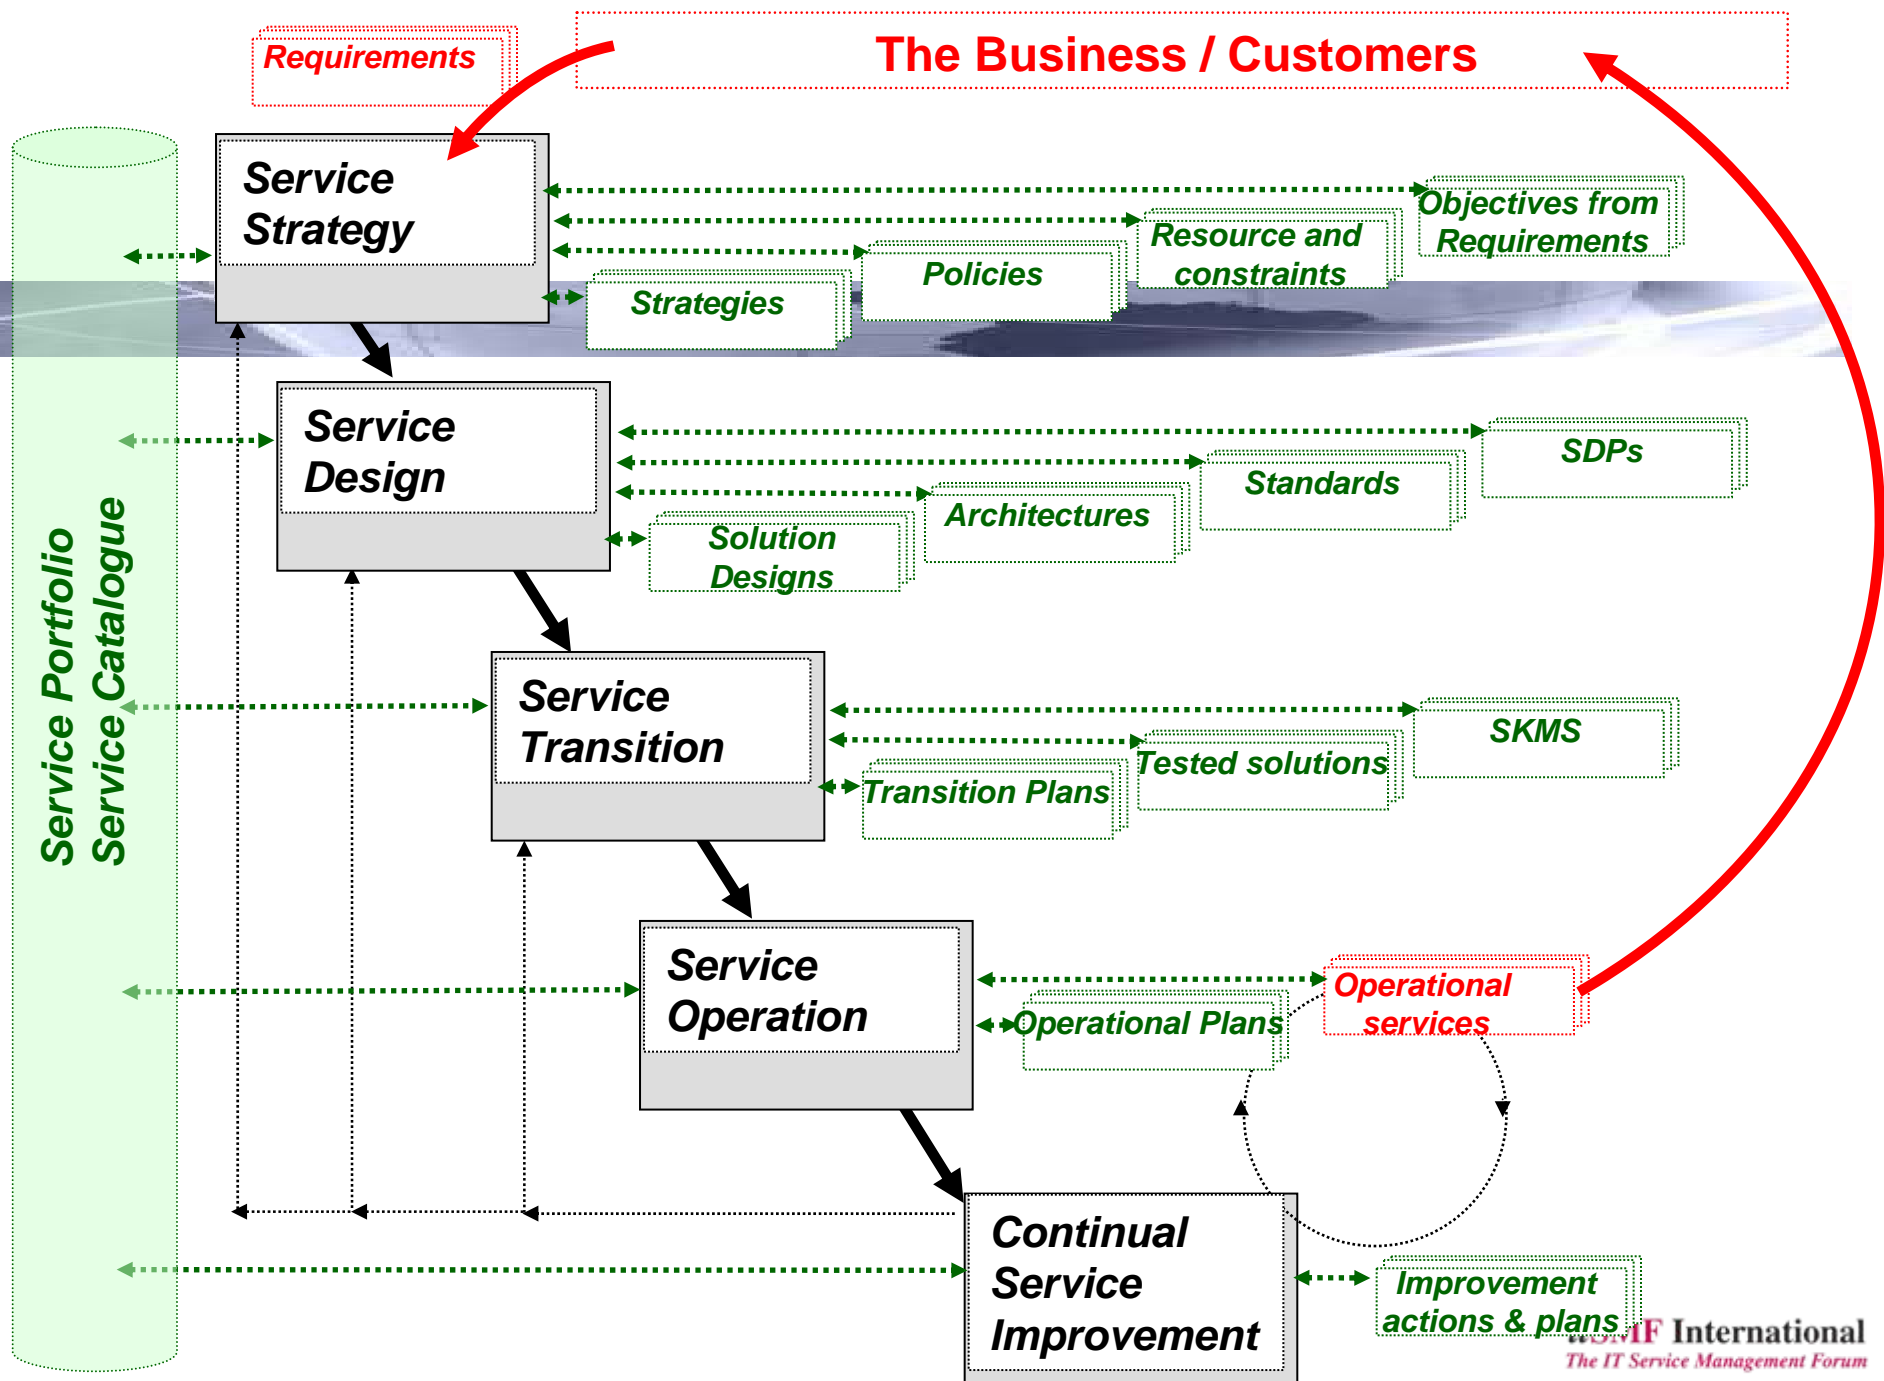 Requirements
The Business / Customers
Service
Strategy
Objectives from
Requirements
Resource and
constraints
Policies
Strategies
Service
Design
SDPs
Standards
Architectures
Solution
Designs
Service Portfolio
Service Catalogue
Service
Transition
SKMS
Tested solutions
Transition Plans
Service
Operation
Operational
services
Operational Plans
Continual
Service
Improvement
Improvement
actions & plans
International
The IT Service Management Forum